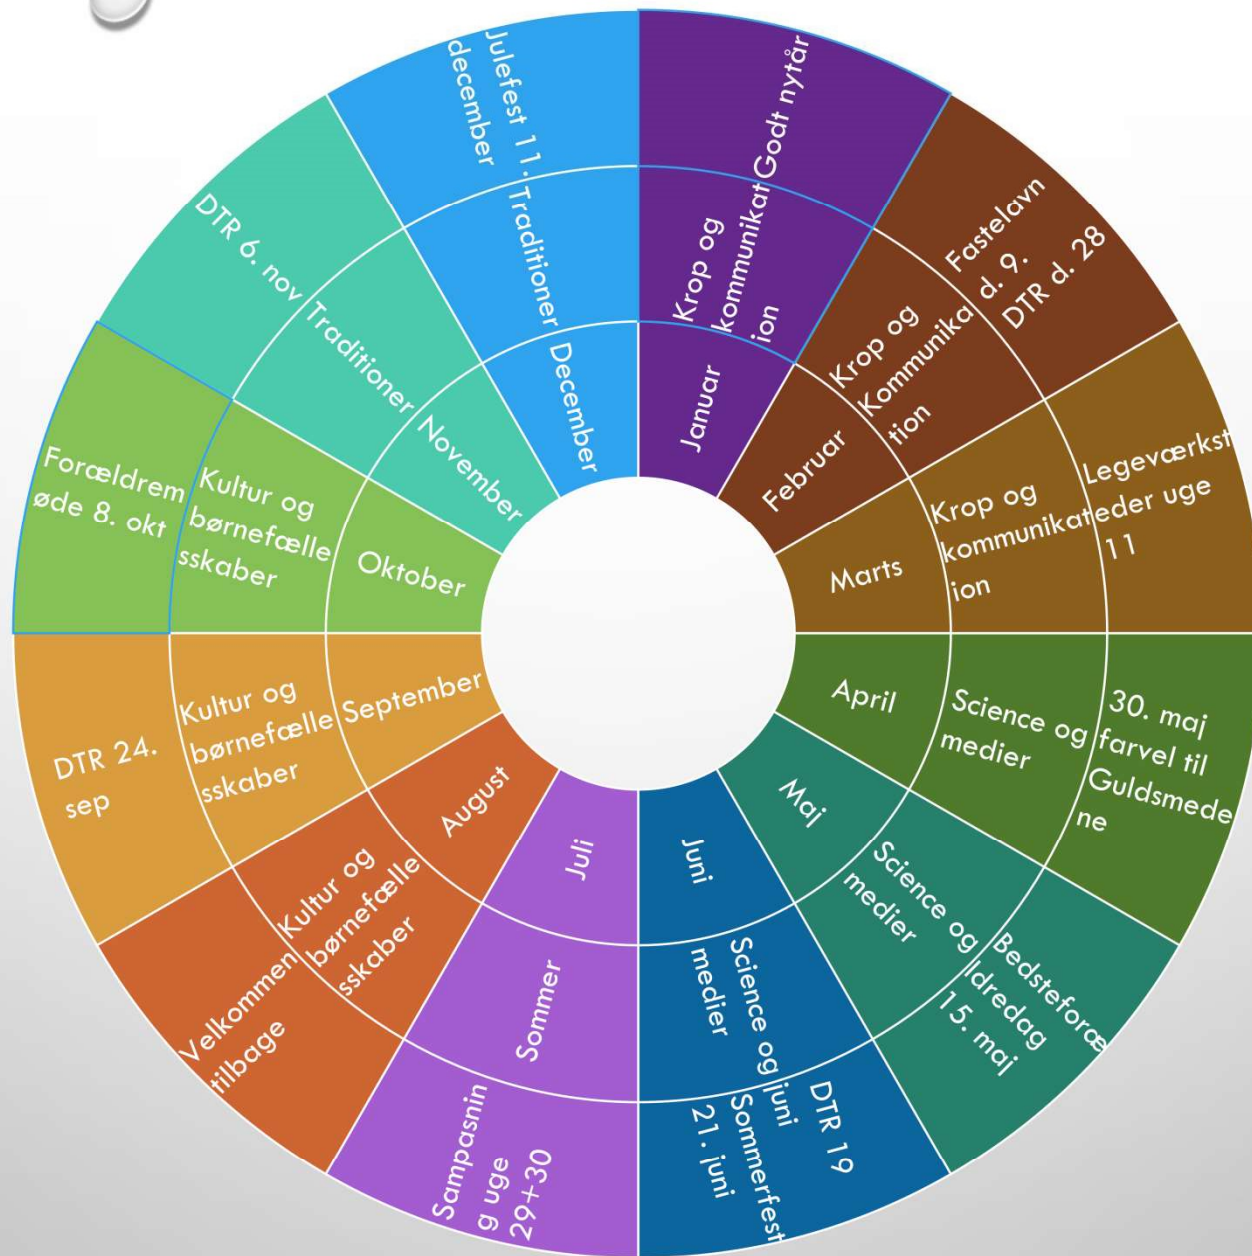 Januar
Krop og
kommunikat
ion
Godt nytår
Februar
Krop og
Kommunika
tion
Fastelavn
d. 9.
DTR d. 28
Marts
Krop og
kommunikat
ion
Legeværkst
eder uge
11
April
Science og
medier
30. maj
farvel til
Guldsmede
ne
Maj
Science og
medier
Bedsteforæ
ldredag
15. maj
Juni
Science og
medier
DTR 19
juni
Sommerfest
21. juni
Juli
Sommer
Sampasnin
g uge
29+30
August
Kultur og
børnefælle
sskaber
Velkommen
tilbage
September
Kultur og
børnefælle
sskaber
DTR 24.
sep
Oktober
Kultur og
børnefælle
sskaber
Forældrem
øde 8. okt
November
Traditioner
DTR 6. nov
December
Traditioner
Julefest 11.
december